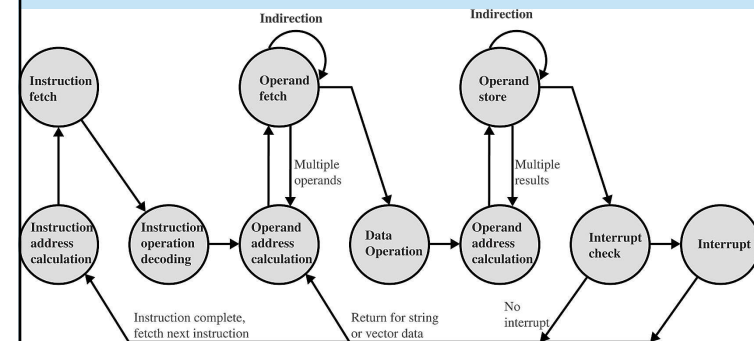 Indirection
Indirection
Instruction
fetch
Operand
fetch
Operand
store
Multiple
operands
Multiple
results
Instruction
address
calculation
Instruction
operation
decoding
Operand
address
calculation
Data
Operation
Operand
address
calculation
Interrupt
check
Interrupt
Instruction complete,
fetcth next instruction
Return for string
or vector data
No
interrupt